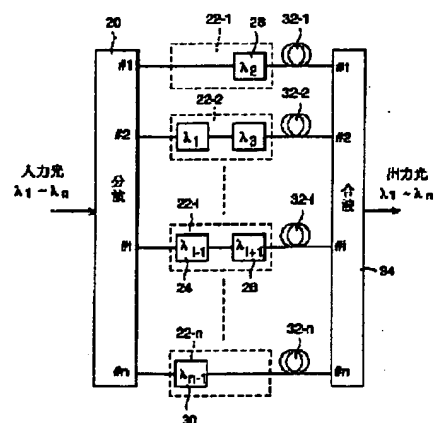 20
22-1
28
32-1
#1
λ2
#1
22-2
32-2
#2
λ1
λ3
#2
入力光
λ1 ~ λn
分波
合波
出力光
λ1 ~ λn
22-i
32-i
#i
λi-1
λi+1
#i
24
26
34
22-n
32-n
#n
λn-1
#n
30